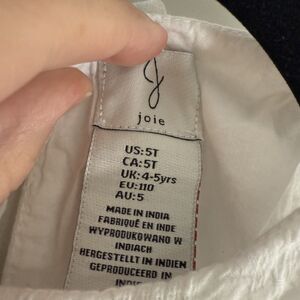 J
joie
US:5T
CA:5T
UK:4-5yrs
EU:110
AU:5
MADE IN INDIA
FABRIQUÉ EN INDE
WYPRODUKOWANO W
INDIACH
HERGESTELLT IN INDIEN
GEPRODUCEERD IN